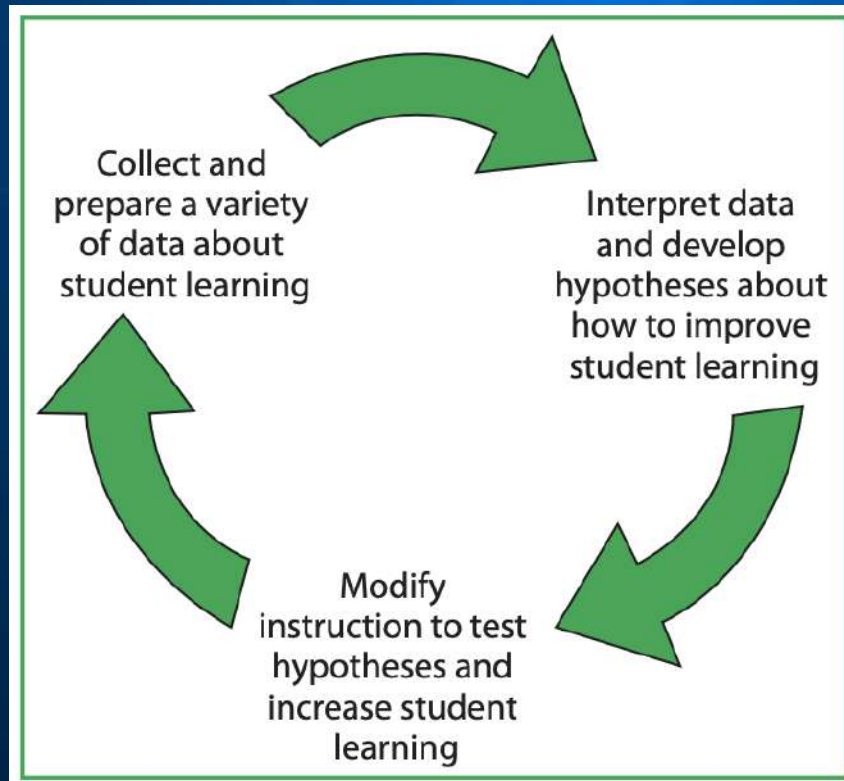 Collect and
prepare a variety
of data about
student learning
Interpret data
and develop
hypotheses about
how to improve
student learning
Modify
instruction to test
hypotheses and
increase student
learning